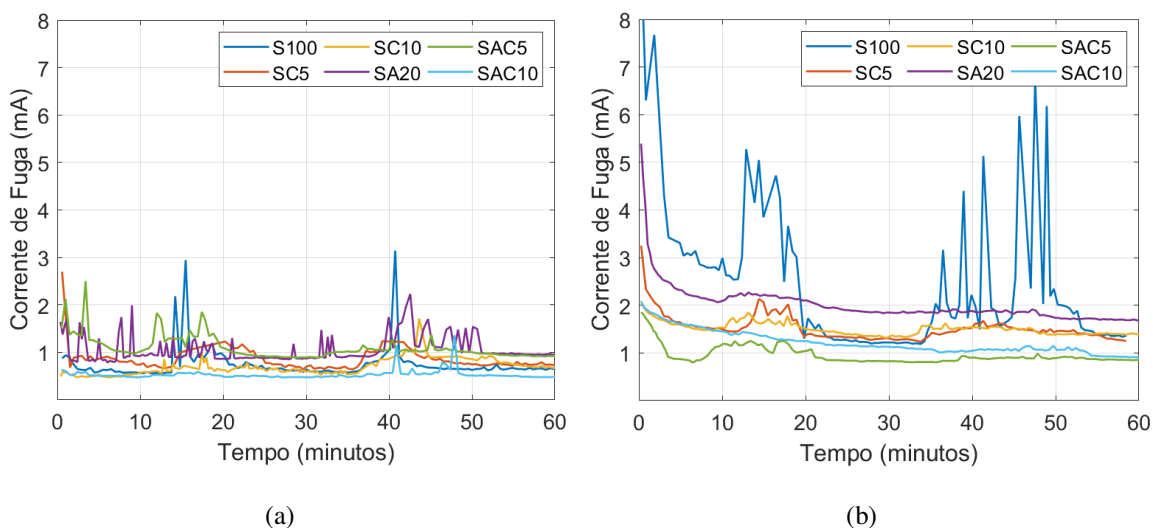 8
7
6
5
4
3
2
1
0 10 20 30 40 50 60
Corrente de Fuga (mA)
Tempo (minutos)
S100 SC10 SAC5
SC5 SA20 SAC10
(a)
8
7
6
5
4
3
2
1
0 10 20 30 40 50 60
Corrente de Fuga (mA)
Tempo (minutos)
S100 SC10 SAC5
SC5 SA20 SAC10
(b)